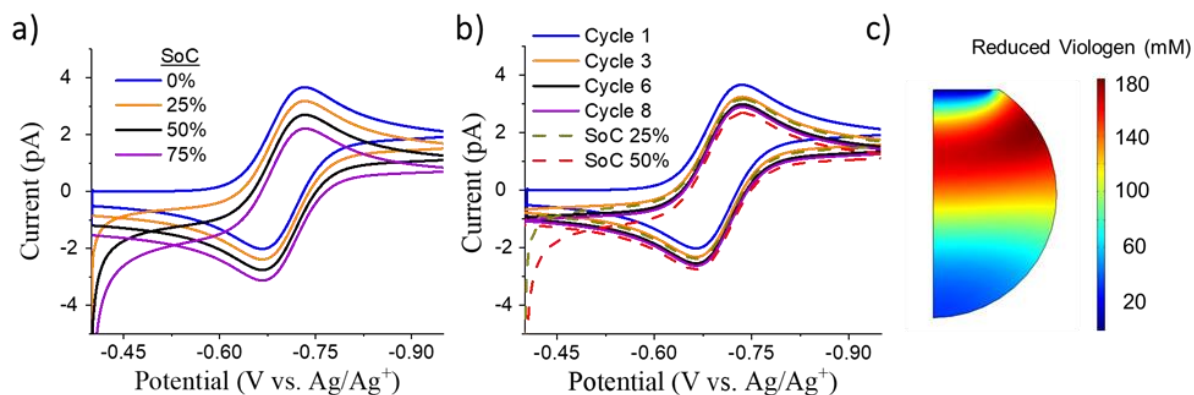 a)
SoC
0%
25%
50%
75%
4
2
0
-2
-4
Current (pA)
-0.45 -0.60 -0.75 -0.90
Potential (V vs. Ag/Ag⁺)
b)
Cycle 1
Cycle 3
Cycle 6
Cycle 8
SoC 25%
SoC 50%
4
2
0
-2
-4
Current (pA)
-0.45 -0.60 -0.75 -0.90
Potential (V vs. Ag/Ag⁺)
c)
Reduced Viologen (mM)
180
140
100
60
20